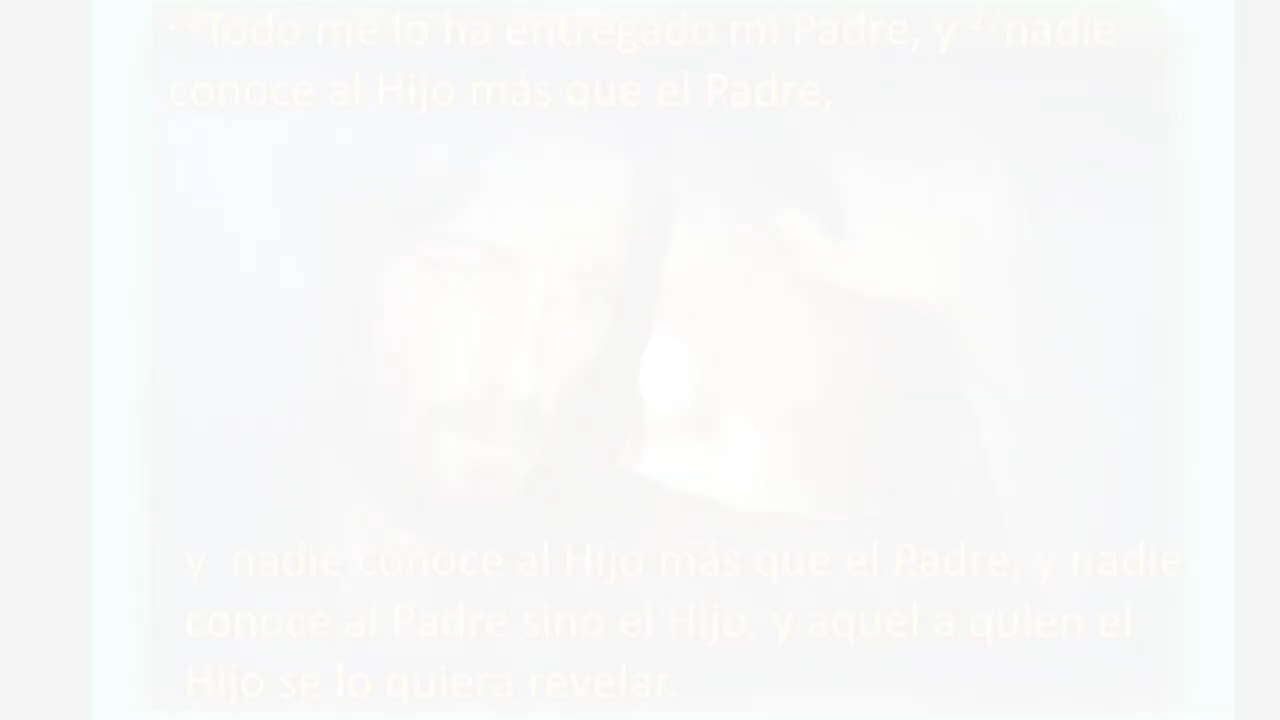 Todo me lo ha entregado mi Padre, y ²⁷nadie
conoce al Hijo más que el Padre,
y nadie conoce al Hijo más que el Padre, y nadie
conoce al Padre sino el Hijo, y aquel a quien el
Hijo se lo quiera revelar.